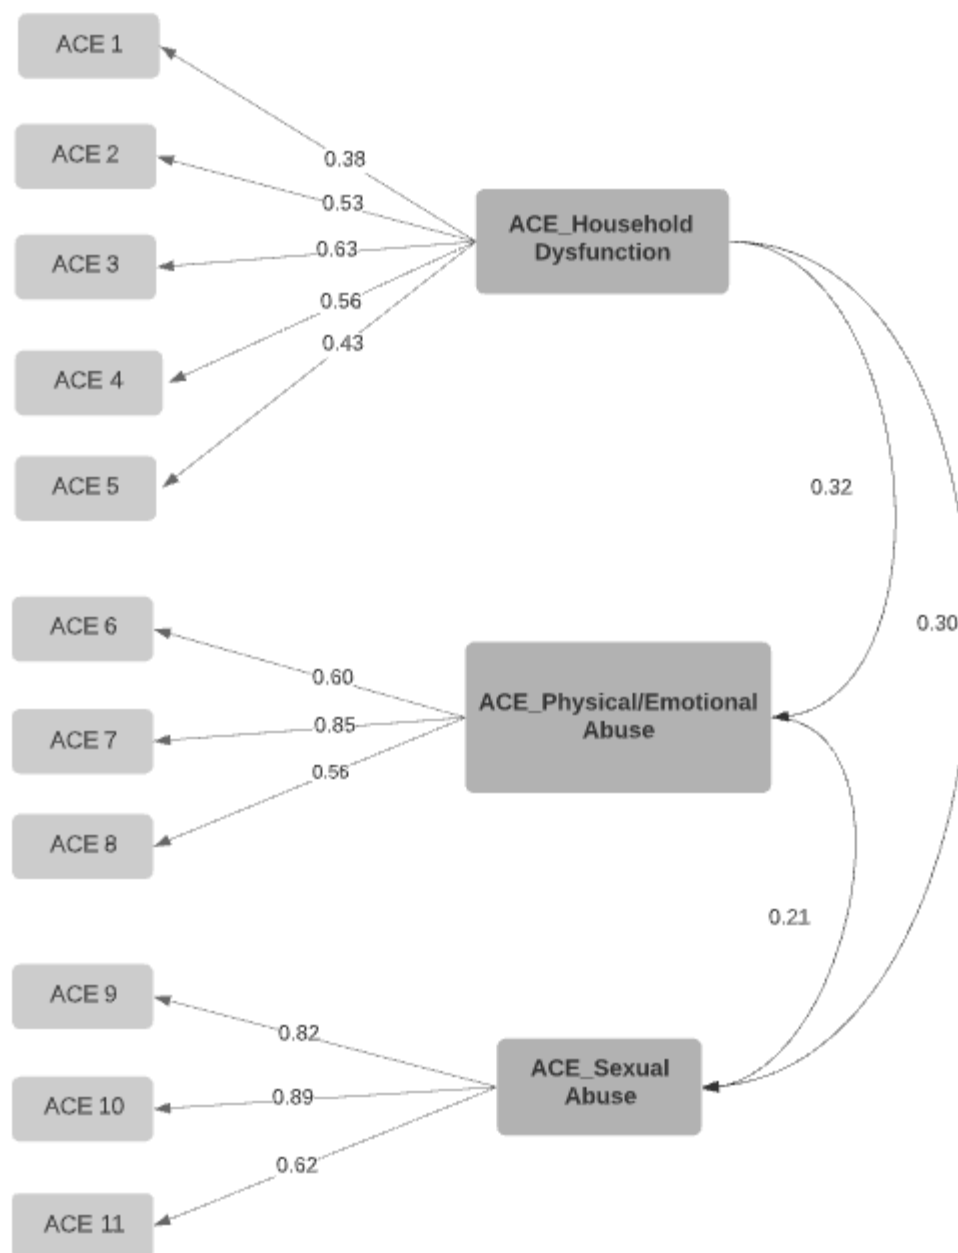 ACE 1
ACE 2
ACE 3
ACE 4
ACE 5
0.38
0.53
0.63
0.56
0.43
ACE_Household
Dysfunction
0.32
0.30
ACE 6
ACE 7
ACE 8
0.60
0.85
0.56
ACE_Physical/Emotional
Abuse
0.21
ACE 9
ACE 10
ACE 11
0.82
0.89
0.62
ACE_Sexual
Abuse